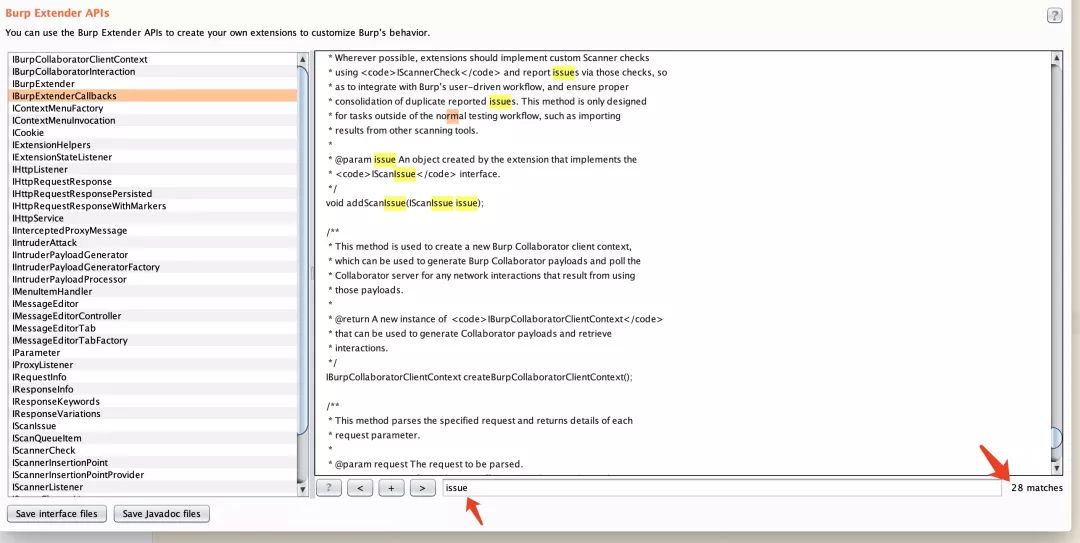 Burp Extender APIs
?
You can use the Burp Extender APIs to create your own extensions to customize Burp's behavior.
IBurpCollaboratorClientContext
IBurpCollaboratorInteraction
IBurpExtender
IBurpExtenderCallbacks
IContextMenuFactory
IContextMenuInvocation
ICookie
IExtensionHelpers
IExtensionStateListener
IHttpListener
IHttpRequestResponse
IHttpRequestResponsePersisted
IHttpRequestResponseWithMarkers
IHttpService
IInterceptedProxyMessage
IIntruderAttack
IIntruderPayloadGenerator
IIntruderPayloadGeneratorFactory
IIntruderPayloadProcessor
IMenuItemHandler
IMessageEditor
IMessageEditorController
IMessageEditorTab
IMessageEditorTabFactory
IParameter
IProxyListener
IRequestInfo
IResponseInfo
IResponseKeywords
IResponseVariations
IScanIssue
IScanQueueItem
IScannerCheck
IScannerInsertionPoint
IScannerInsertionPointProvider
IScannerListener
* Wherever possible, extensions should implement custom Scanner checks
* using <code>IScannerCheck</code> and report issues via those checks, so
* as to integrate with Burp's user-driven workflow, and ensure proper
* consolidation of duplicate reported issues. This method is only designed
* for tasks outside of the normal testing workflow, such as importing
* results from other scanning tools.
*
* @param issue An object created by the extension that implements the
* <code>IScanIssue</code> interface.
*/
void addScanIssue(IScanIssue issue);
/**
* This method is used to create a new Burp Collaborator client context,
* which can be used to generate Burp Collaborator payloads and poll the
* Collaborator server for any network interactions that result from using
* those payloads.
*
* @return A new instance of <code>IBurpCollaboratorClientContext</code>
* that can be used to generate Collaborator payloads and retrieve
* interactions.
*/
IBurpCollaboratorClientContext createBurpCollaboratorClientContext();
/**
* This method parses the specified request and returns details of each
* request parameter.
*
* @param request The request to be parsed.
? < + > issue 28 matches
Save interface files Save Javadoc files